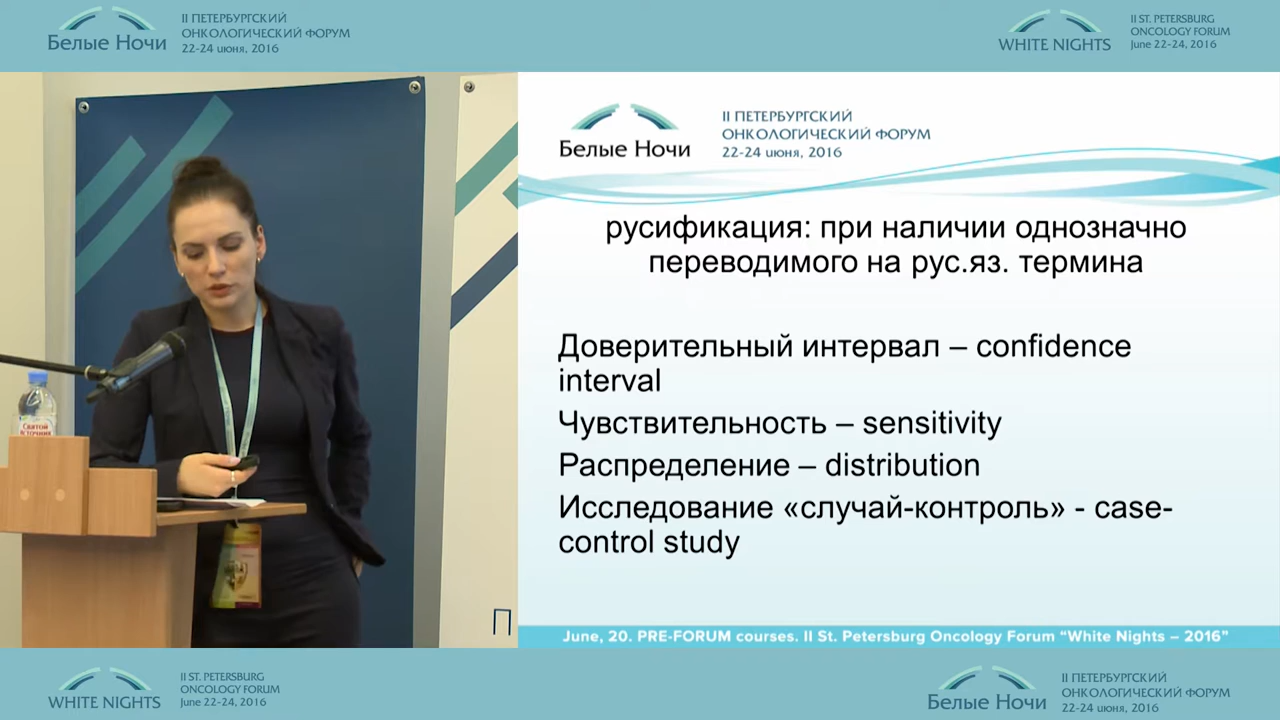 Белые Ночи
II ПЕТЕРБУРГСКИЙ
ОНКОЛОГИЧЕСКИЙ ФОРУМ
22-24 июня, 2016
WHITE NIGHTS
II ST. PETERSBURG
ONCOLOGY FORUM
June 22-24, 2016
Белые Ночи
II ПЕТЕРБУРГСКИЙ
ОНКОЛОГИЧЕСКИЙ ФОРУМ
22-24 июня, 2016
русификация: при наличии однозначно
переводимого на рус.яз. термина
Доверительный интервал – confidence
interval
Чувствительность – sensitivity
Распределение – distribution
Исследование «случай-контроль» - case-
control study
Святой
Источник
П
June, 20. PRE-FORUM courses. II St. Petersburg Oncology Forum “White Nights – 2016”
WHITE NIGHTS
II ST. PETERSBURG
ONCOLOGY FORUM
June 22-24, 2016
Белые Ночи
II ПЕТЕРБУРГСКИЙ
ОНКОЛОГИЧЕСКИЙ ФОРУМ
22-24 июня, 2016